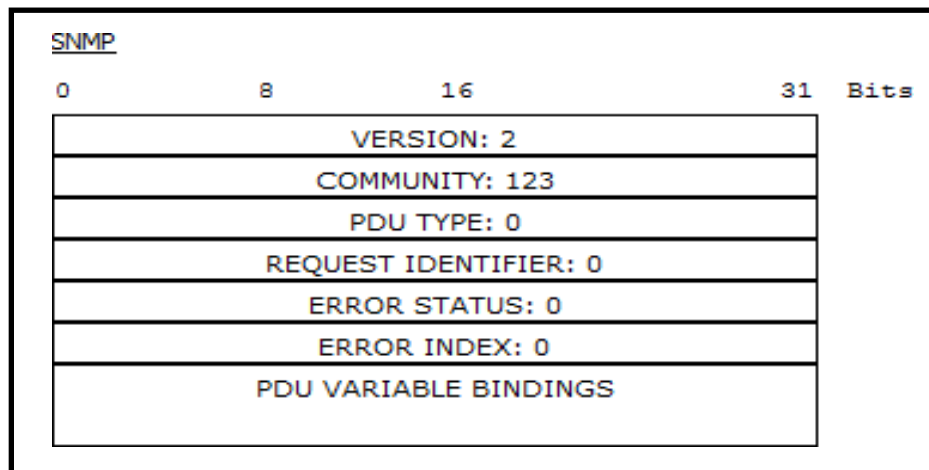 SNMP
0 8 16 31 Bits
VERSION: 2
COMMUNITY: 123
PDU TYPE: 0
REQUEST IDENTIFIER: 0
ERROR STATUS: 0
ERROR INDEX: 0
PDU VARIABLE BINDINGS